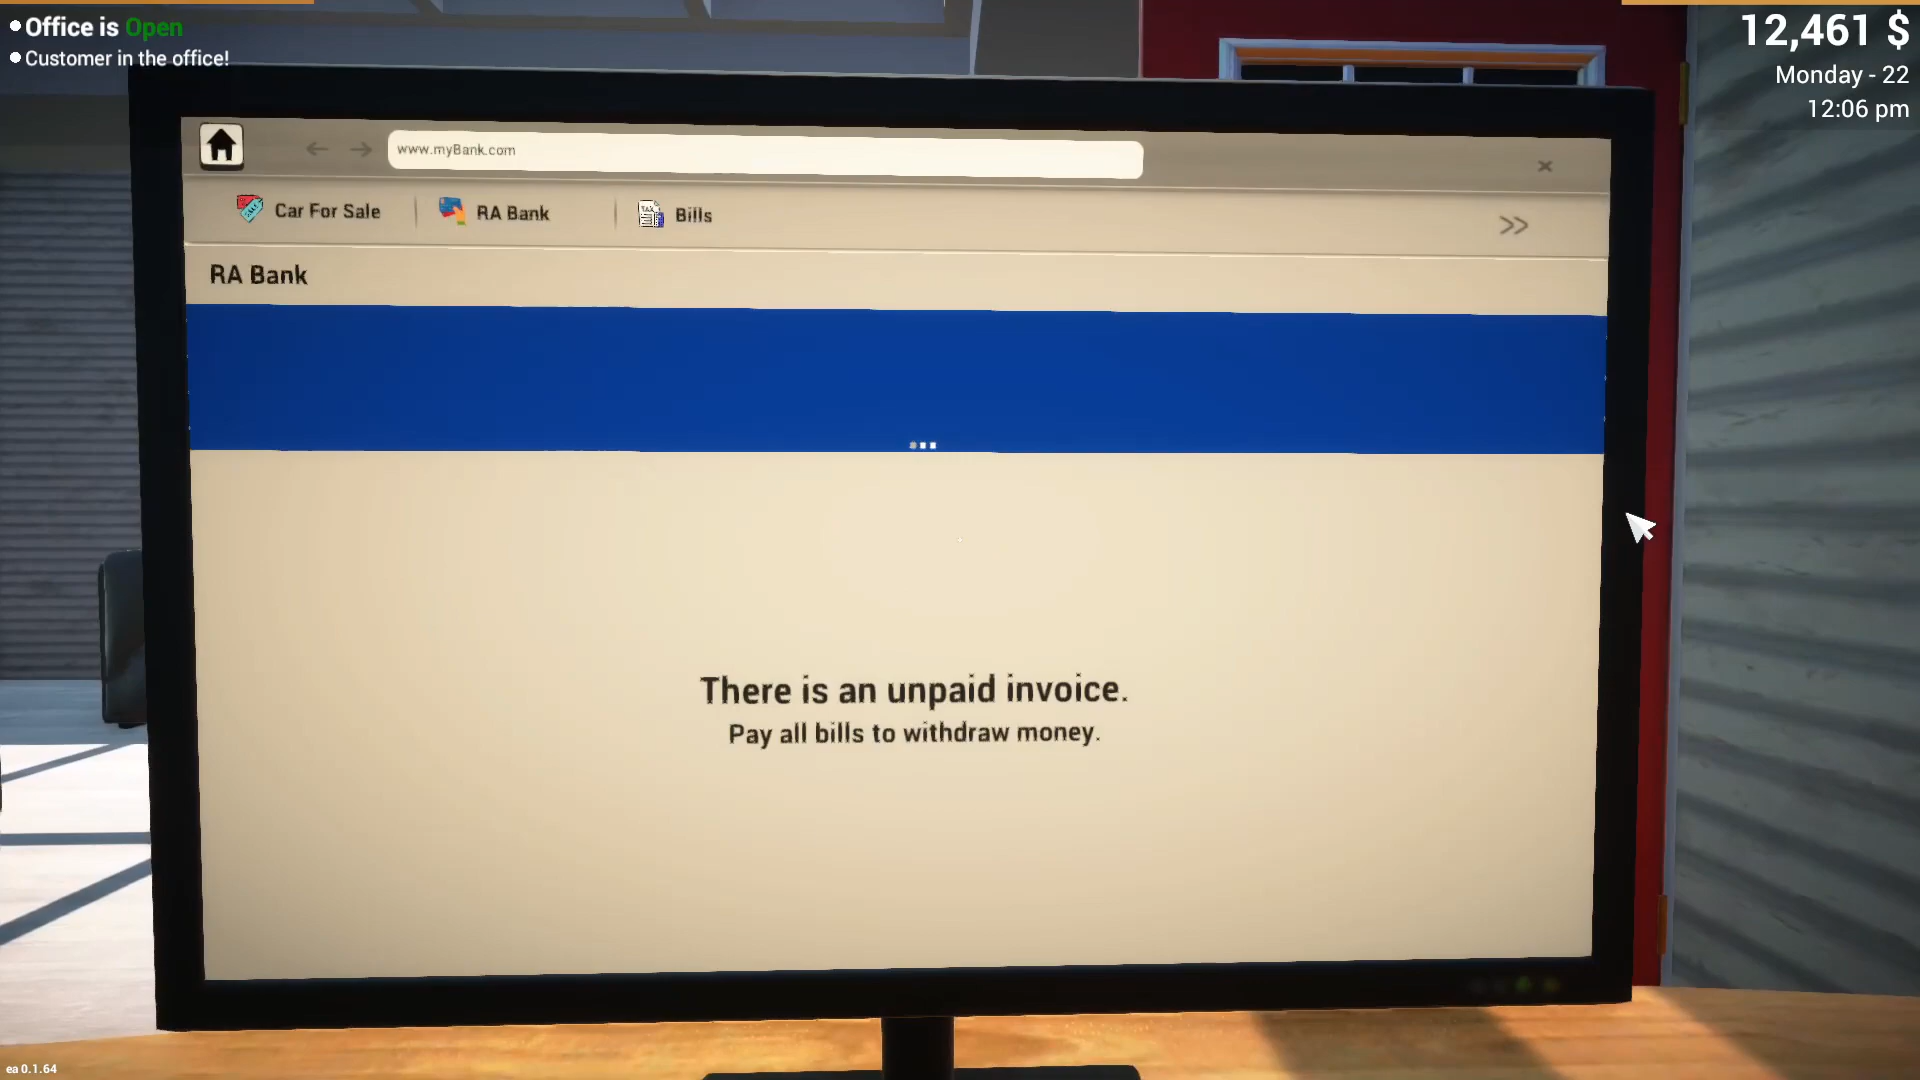 Office is Open
Customer in the office!
12,461 $
Monday - 22
12:06 pm
www.myBank.com
Car For Sale
RA Bank
Bills
RA Bank
There is an unpaid invoice.
Pay all bills to withdraw money.
ea 0.1.64